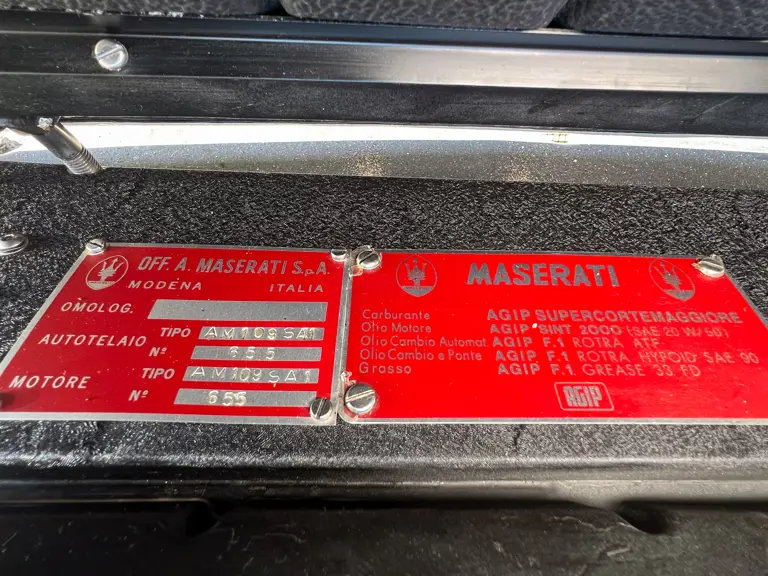 OFF. A. MASERATI S.p.A.
MODENA ITALIA
OMOLOG.
AUTOTELAIO TIPO AM109SA1
Nº 655
MOTORE TIPO AM109SA1
Nº 655
MASERATI
Carburante AGIP SUPERCORTEMAGGIORE
Olio Motore AGIP SINT 2000 (SAE 20 W/50)
Olio Cambio Automat. AGIP F.1 ROTRA ATF
Olio Cambio e Ponte AGIP F.1 ROTRA HYPOID SAE 90
Grasso AGIP F.1 GREASE 33 FD
AGIP